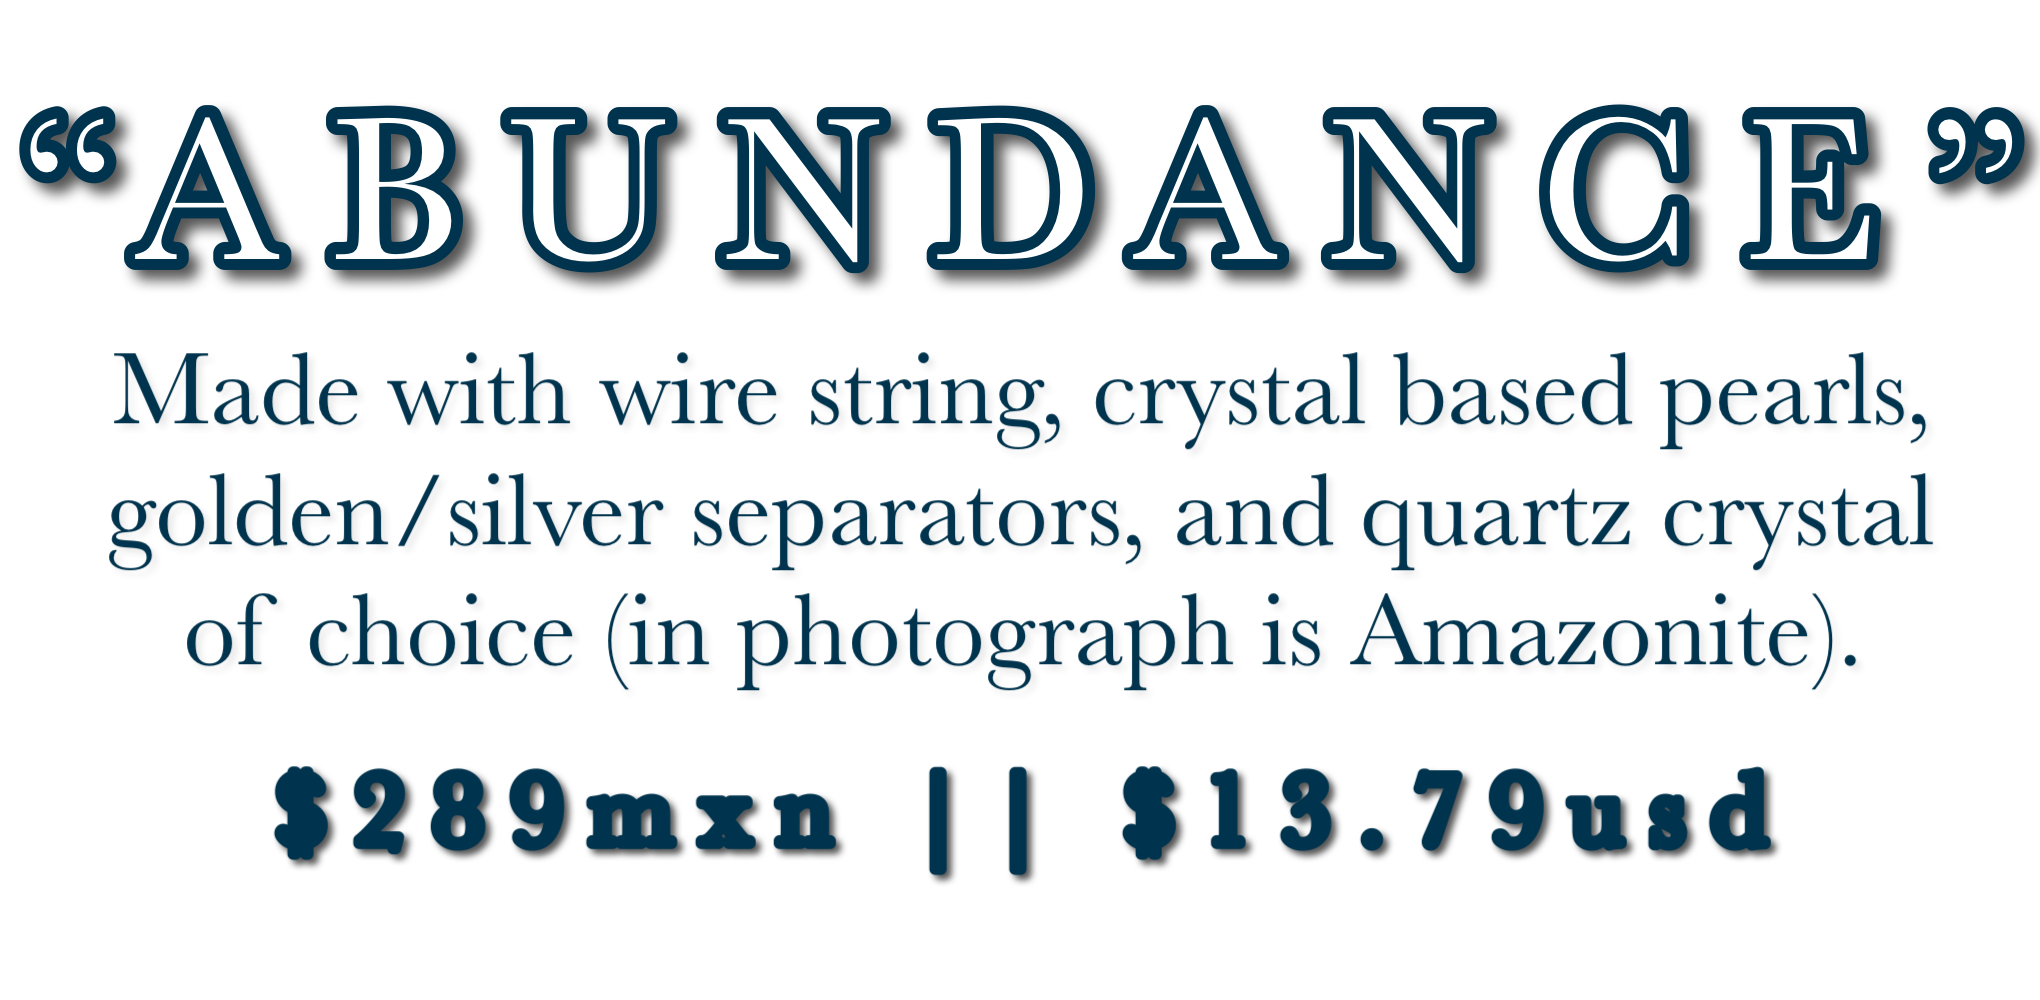 “ABUNDANCE”
Made with wire string, crystal based pearls,
golden/silver separators, and quartz crystal
of choice (in photograph is Amazonite).
$289mxn || $13.79usd